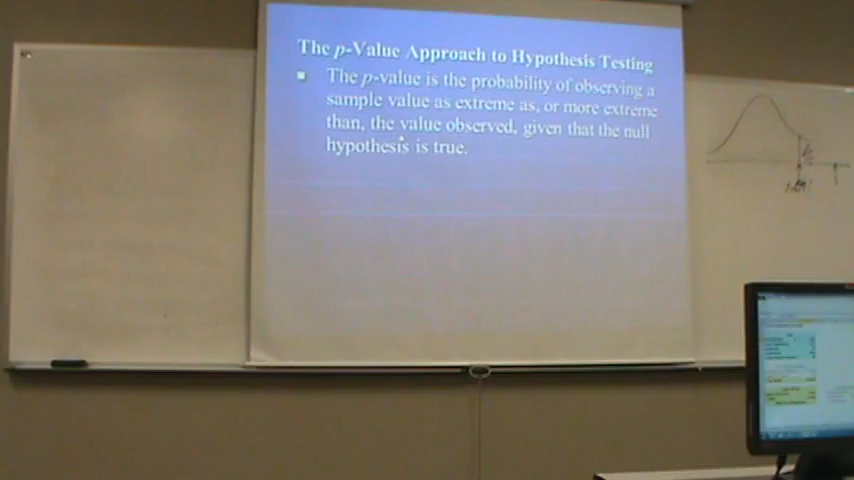 The p-Value Approach to Hypothesis Testing
The p-value is the probability of observing a
sample value as extreme as, or more extreme
than, the value observed, given that the null
hypothesis is true.